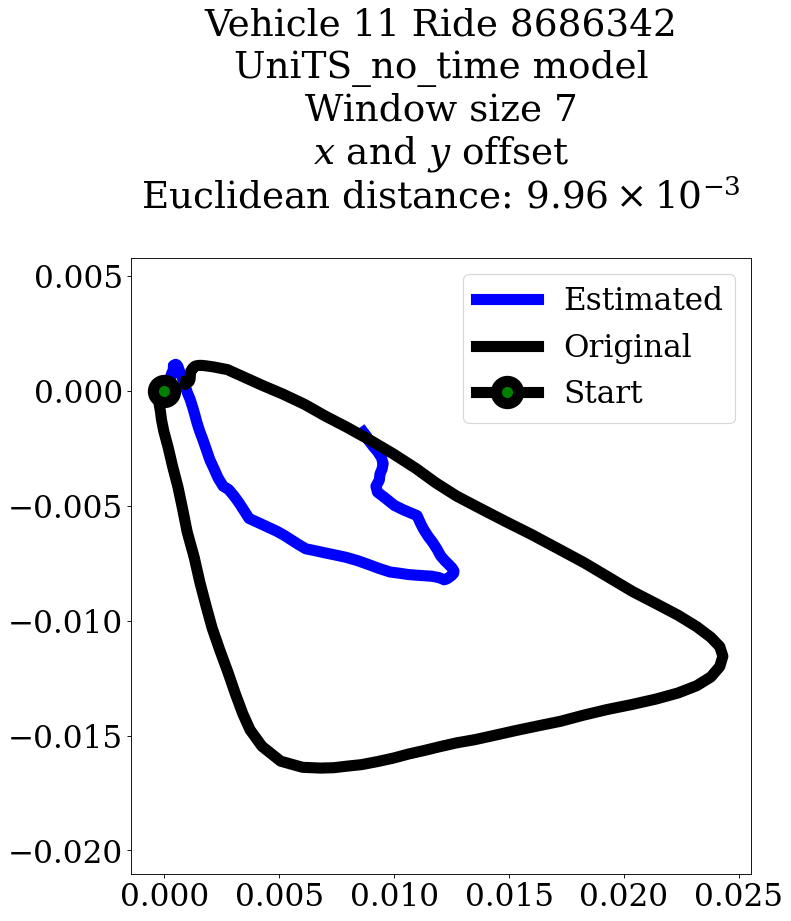 Vehicle 11 Ride 8686342
UniTS_no_time model
Window size 7
x and y offset
Euclidean distance: 9.96 × 10⁻³
Estimated
Original
Start
0.005
0.000
−0.005
−0.010
−0.015
−0.020
0.000 0.005 0.010 0.015 0.020 0.025